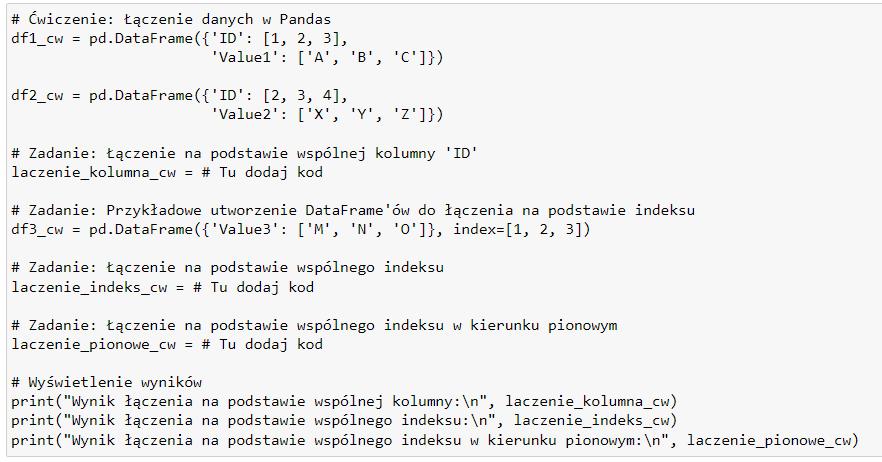 # Ćwiczenie: Łączenie danych w Pandas
df1_cw = pd.DataFrame({'ID': [1, 2, 3],
                       'Value1': ['A', 'B', 'C']})

df2_cw = pd.DataFrame({'ID': [2, 3, 4],
                       'Value2': ['X', 'Y', 'Z']})

# Zadanie: Łączenie na podstawie wspólnej kolumny 'ID'
laczenie_kolumna_cw = # Tu dodaj kod

# Zadanie: Przykładowe utworzenie DataFrame'ów do łączenia na podstawie indeksu
df3_cw = pd.DataFrame({'Value3': ['M', 'N', 'O']}, index=[1, 2, 3])

# Zadanie: Łączenie na podstawie wspólnego indeksu
laczenie_indeks_cw = # Tu dodaj kod

# Zadanie: Łączenie na podstawie wspólnego indeksu w kierunku pionowym
laczenie_pionowe_cw = # Tu dodaj kod

# Wyświetlenie wyników
print("Wynik łączenia na podstawie wspólnej kolumny:\n", laczenie_kolumna_cw)
print("Wynik łączenia na podstawie wspólnego indeksu:\n", laczenie_indeks_cw)
print("Wynik łączenia na podstawie wspólnego indeksu w kierunku pionowym:\n", laczenie_pionowe_cw)